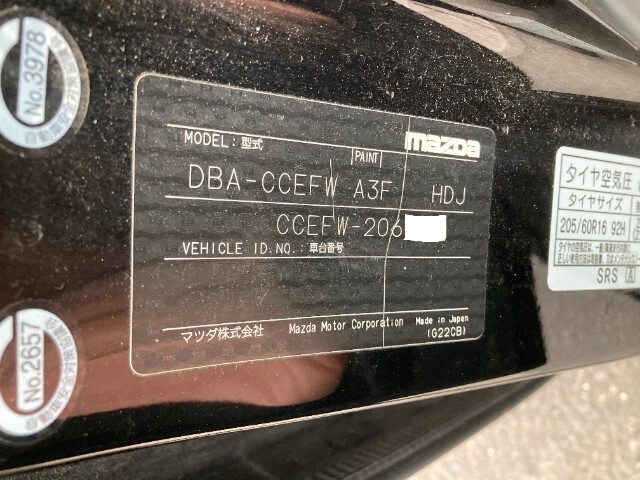 No.3978
mazda
MODEL: 型式 PAINT
DBA-CCEFW A3F HDJ
CCEFW-206
VEHICLE ID.NO.: 車台番号
マツダ株式会社 Mazda Motor Corporation Made in Japan
(G22CB)
タイヤ空気圧
タイヤサイズ
205/60R16 92H
SRS A
No.2657